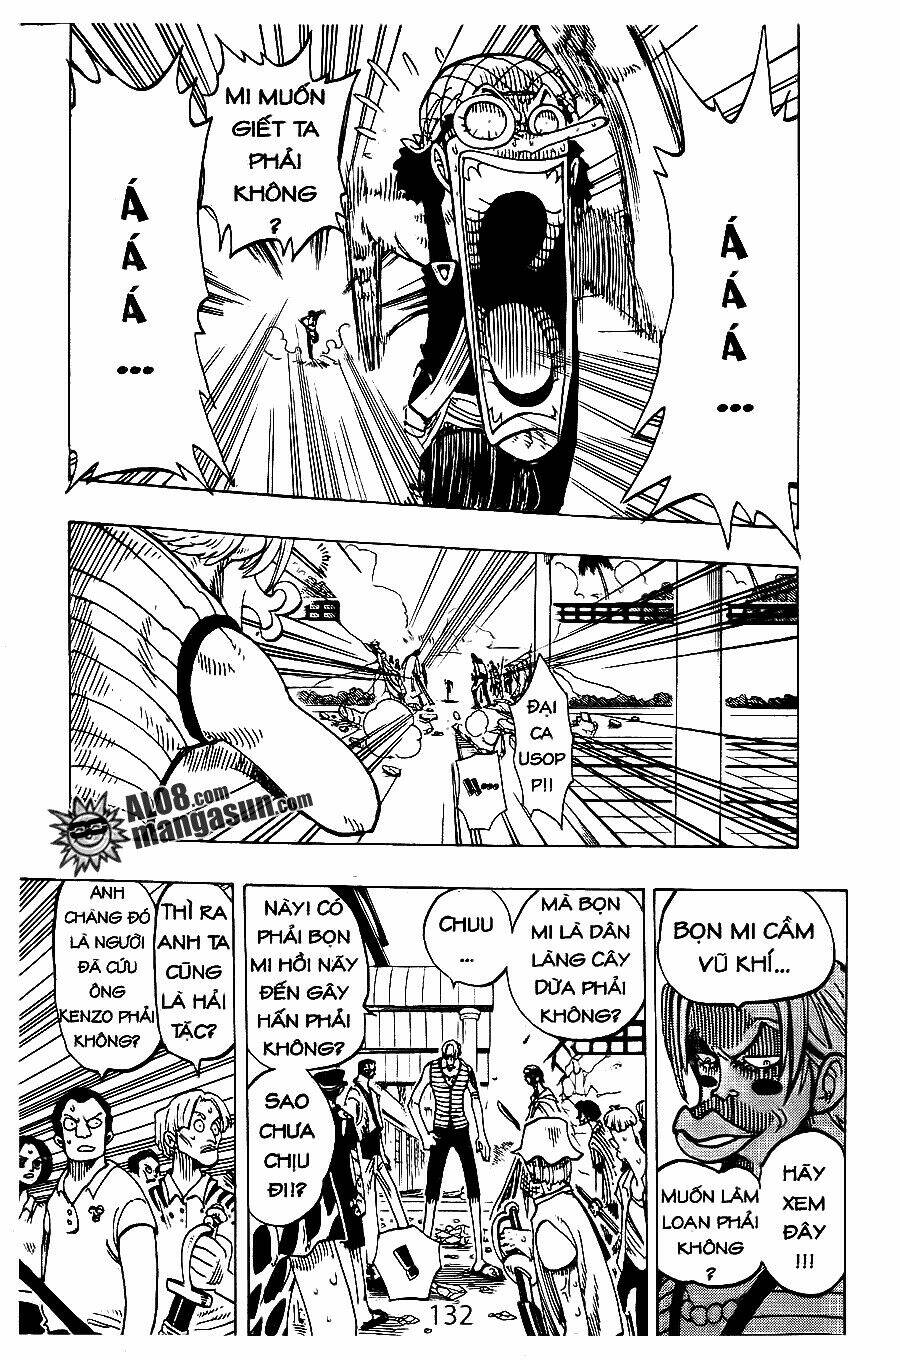 Á
Á
Á
...
MI MUỐN
GIẾT TA
PHẢI
KHÔNG
?
Á
Á
Á
...
ĐẠI
CA
USOP
P!!
AL08.com
mangasun.com
ANH
CHÀNG ĐÓ
LÀ NGƯỜI
ĐÃ CỨU
ÔNG
KENZO PHẢI
KHÔNG?
THÌ RA
ANH TA
CŨNG
LÀ HẢI
TẶC?
NÀY! CÓ
PHẢI BỌN
MI HỒI NÃY
ĐẾN GÂY
HẤN PHẢI
KHÔNG?
SAO
CHƯA
CHỊU
ĐI!?
CHUU
...
MÀ BỌN
MI LÀ DÂN
LÀNG CÂY
DỪA PHẢI
KHÔNG?
BỌN MI CẦM
VŨ KHÍ...
MUỐN LÀM
LOẠN PHẢI
KHÔNG
?
HÃY
XEM
ĐÂY
!!!
132